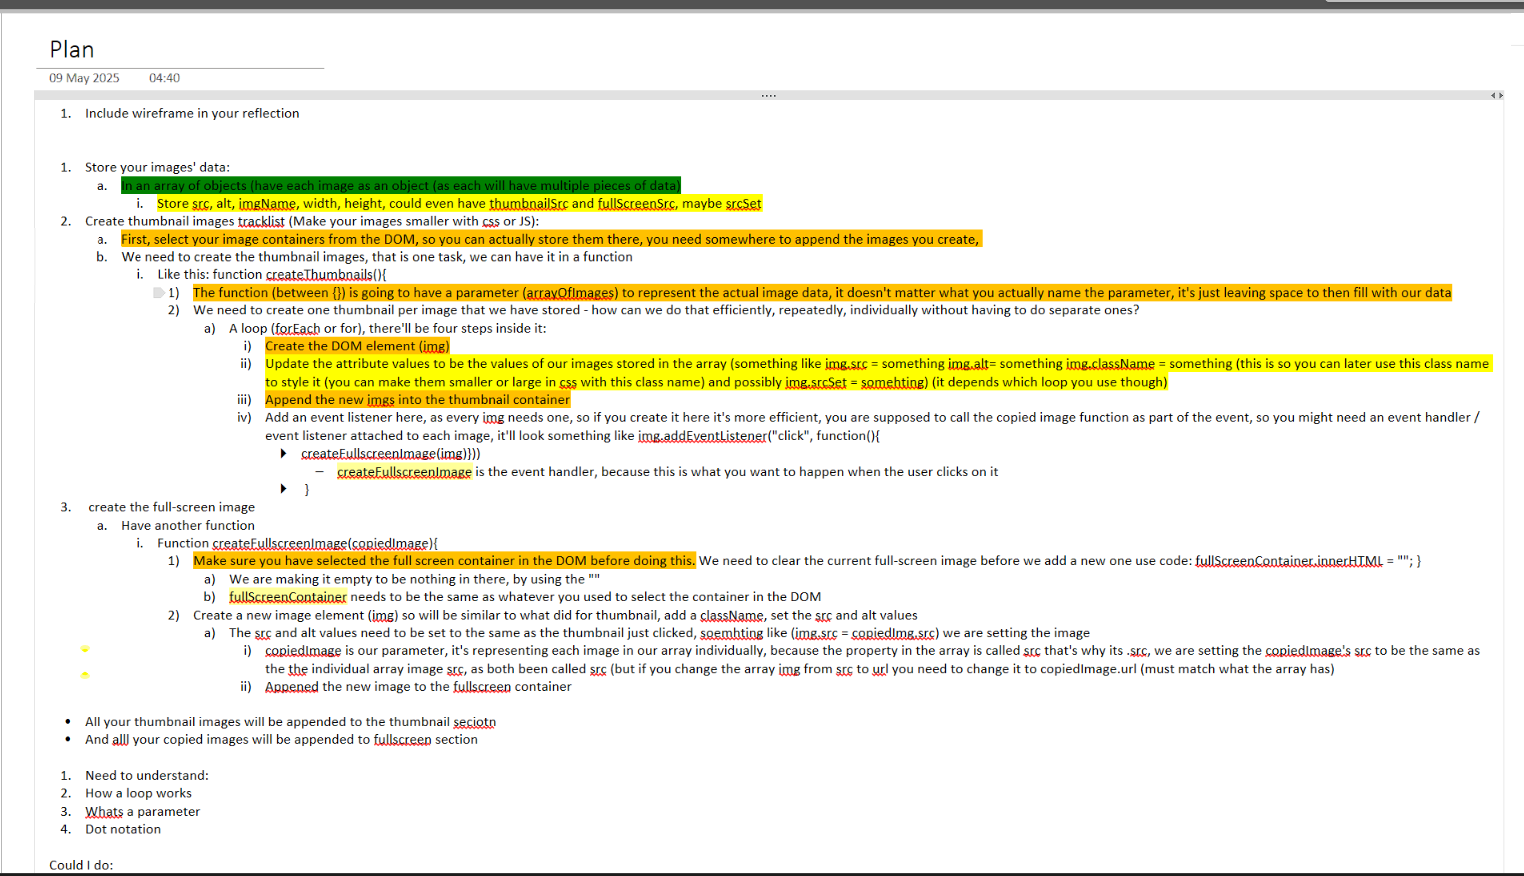 Plan
09 May 2025 04:40
1. Include wireframe in your reflection
1. Store your images' data:
a. In an array of objects (have each image as an object (as each will have multiple pieces of data)
i. Store src, alt, imgName, width, height, could even have thumbnailSrc and fullScreenSrc, maybe srcSet
2. Create thumbnail images tracklist (Make your images smaller with css or JS):
a. First, select your image containers from the DOM, so you can actually store them there, you need somewhere to append the images you create,
b. We need to create the thumbnail images, that is one task, we can have it in a function
i. Like this: function createThumbnails(){
1) The function (between {}) is going to have a parameter (arrayOfImages) to represent the actual image data, it doesn't matter what you actually name the parameter, it's just leaving space to then fill with our data
2) We need to create one thumbnail per image that we have stored - how can we do that efficiently, repeatedly, individually without having to do separate ones?
a) A loop (forEach or for), there'll be four steps inside it:
i) Create the DOM element (img)
ii) Update the attribute values to be the values of our images stored in the array (something like img.src = something img.alt= something img.className = something (this is so you can later use this class name
to style it (you can make them smaller or large in css with this class name) and possibly img.srcSet = somehting) (it depends which loop you use though)
iii) Append the new imgs into the thumbnail container
iv) Add an event listener here, as every img needs one, so if you create it here it's more efficient, you are supposed to call the copied image function as part of the event, so you might need an event handler /
event listener attached to each image, it'll look something like img.addEventListener("click", function(){
createFullscreenImage(img)}))
– createFullscreenImage is the event handler, because this is what you want to happen when the user clicks on it
}
3. create the full-screen image
a. Have another function
i. Function createFullscreenImage(copiedImage){
1) Make sure you have selected the full screen container in the DOM before doing this. We need to clear the current full-screen image before we add a new one use code: fullScreenContainer.innerHTML = ""; }
a) We are making it empty to be nothing in there, by using the ""
b) fullScreenContainer needs to be the same as whatever you used to select the container in the DOM
2) Create a new image element (img) so will be similar to what did for thumbnail, add a className, set the src and alt values
a) The src and alt values need to be set to the same as the thumbnail just clicked, soemhting like (img.src = copiedImg.src) we are setting the image
i) copiedImage is our parameter, it's representing each image in our array individually, because the property in the array is called src that's why its .src, we are setting the copiedImage's src to be the same as
the the individual array image src, as both been called src (but if you change the array img from src to url you need to change it to copiedImage.url (must match what the array has)
ii) Appened the new image to the fullscreen container
• All your thumbnail images will be appended to the thumbnail seciotn
• And alll your copied images will be appended to fullscreen section
1. Need to understand:
2. How a loop works
3. Whats a parameter
4. Dot notation
Could I do: